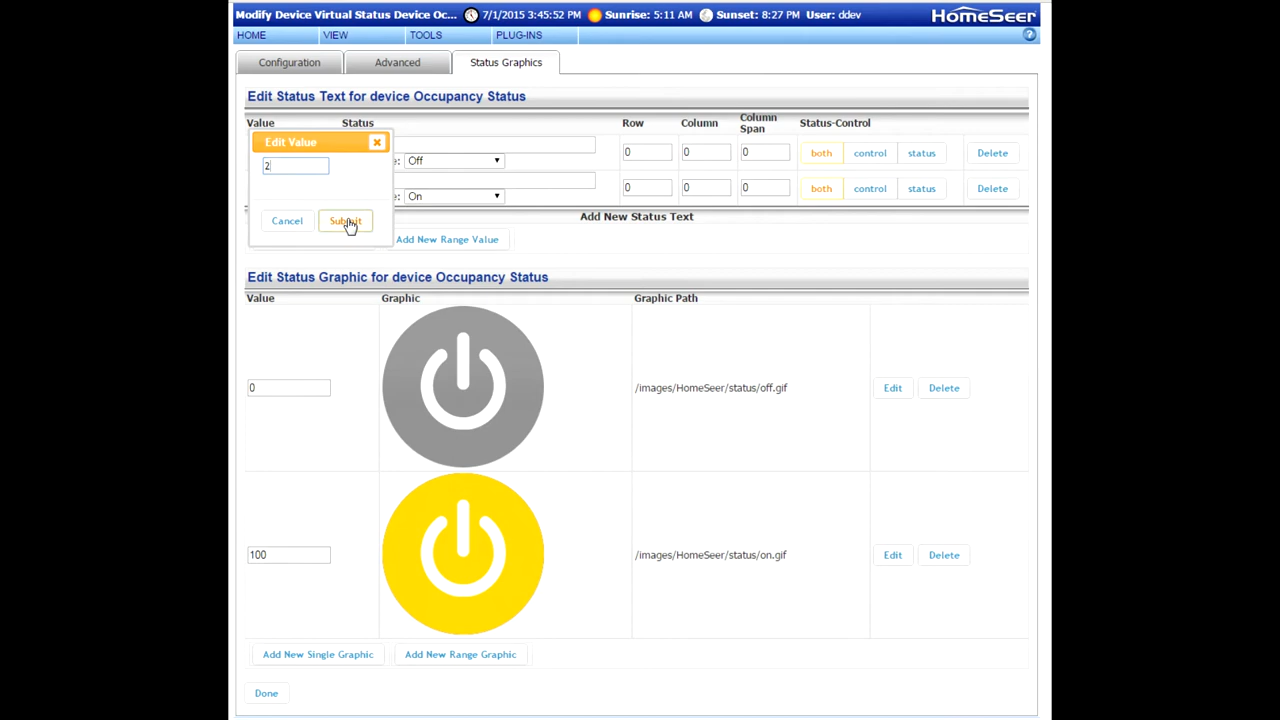 Modify Device Virtual Status Device Oc... 7/1/2015 3:45:52 PM Sunrise: 5:11 AM Sunset: 8:27 PM User: ddev HomeSeer
HOME VIEW TOOLS PLUG-INS ?
Configuration Advanced Status Graphics
Edit Status Text for device Occupancy Status
Value Status Row Column Column Span Status-Control
Edit Value
2
Cancel Submit
0 0 0 both control status Delete
e: Off
0 0 0 both control status Delete
e: On
Add New Status Text
Add New Range Value
Edit Status Graphic for device Occupancy Status
Value Graphic Graphic Path
0 /images/HomeSeer/status/off.gif Edit Delete
100 /images/HomeSeer/status/on.gif Edit Delete
Add New Single Graphic Add New Range Graphic
Done